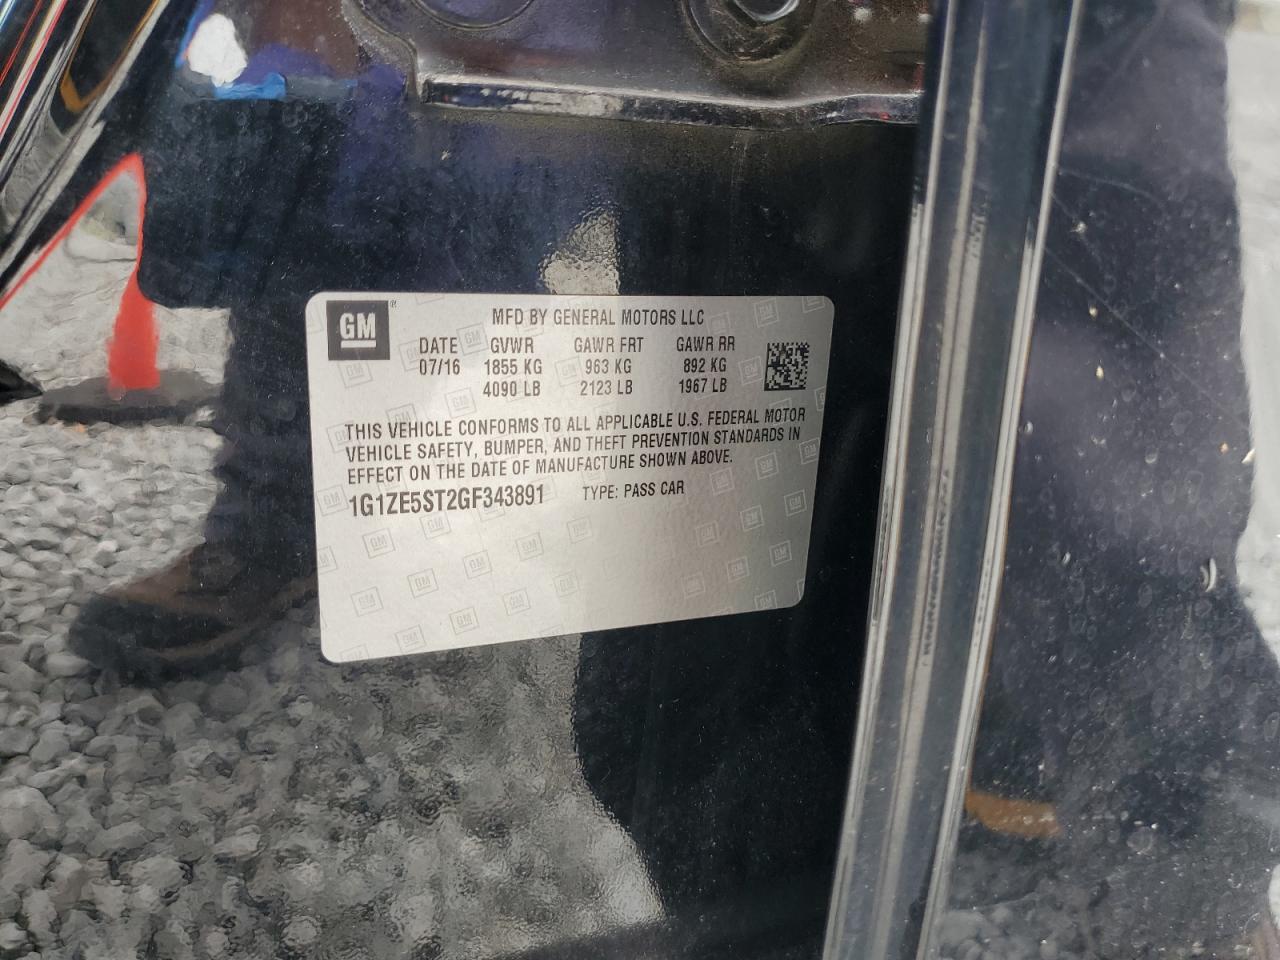 GM
MFD BY GENERAL MOTORS LLC
DATE GVWR GAWR FRT GAWR RR
07/16 1855 KG 963 KG 892 KG
4090 LB 2123 LB 1967 LB
THIS VEHICLE CONFORMS TO ALL APPLICABLE U.S. FEDERAL MOTOR
VEHICLE SAFETY, BUMPER, AND THEFT PREVENTION STANDARDS IN
EFFECT ON THE DATE OF MANUFACTURE SHOWN ABOVE.
1G1ZE5ST2GF343891 TYPE: PASS CAR